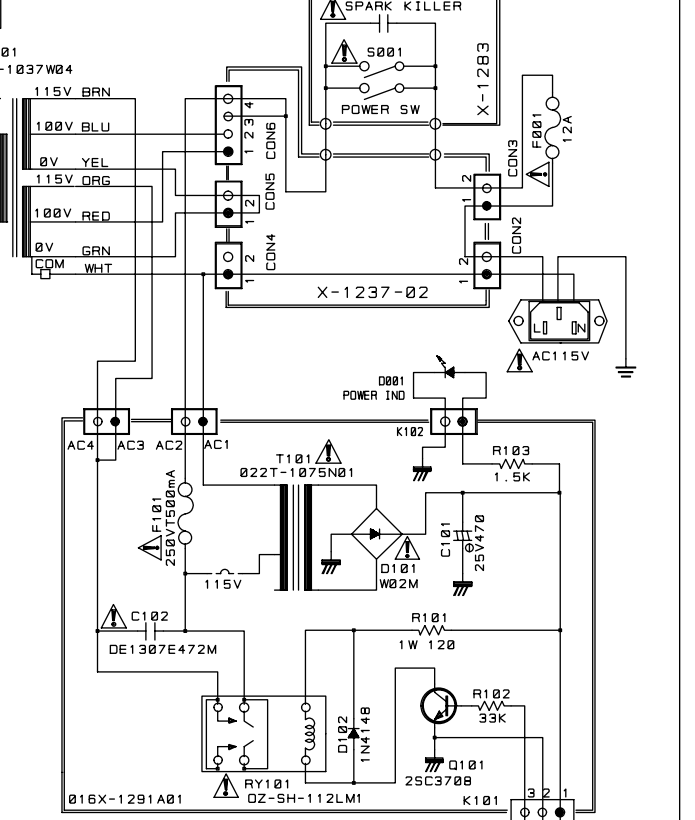 SPARK KILLER
S001
POWER SW
X-1283
01
-1037W04
115V BRN
100V BLU
0V YEL
115V ORG
100V RED
0V GRN
COM WHT
4
3
2
1
CON6
2
1
CON5
2
1
CON4
2
1
CON3
2
1
CON2
F001
12A
X-1237-02
L
N
AC115V
D001
POWER IND
K102
AC4
AC3
AC2
AC1
R103
1.5K
T101
022T-1075N01
F101
250VT500mA
115V
D101
W02M
C101
25V470
C102
DE1307E472M
R101
1W 120
R102
33K
D102
1N4148
Q101
2SC3708
RY101
OZ-SH-112LM1
016X-1291A01
K101
3 2 1